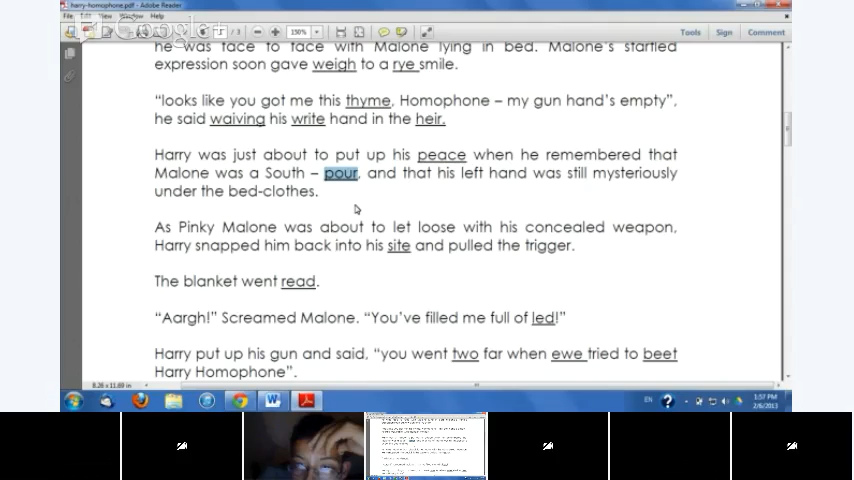 harry-homophone.pdf - Adobe Reader
File Edit View Window Help
/ 3 150% Tools Sign Comment
Google+
he was face to face with Malone lying in bed. Malone's startled
expression soon gave weigh to a rye smile.
“looks like you got me this thyme, Homophone – my gun hand's empty”,
he said waiving his write hand in the heir.
Harry was just about to put up his peace when he remembered that
Malone was a South – pour, and that his left hand was still mysteriously
under the bed-clothes.
As Pinky Malone was about to let loose with his concealed weapon,
Harry snapped him back into his site and pulled the trigger.
The blanket went read.
“Aargh!” Screamed Malone. “You've filled me full of led!”
Harry put up his gun and said, “you went two far when ewe tried to beet
Harry Homophone”.
8.26 x 11.69 in
EN 1:57 PM
2/6/2013